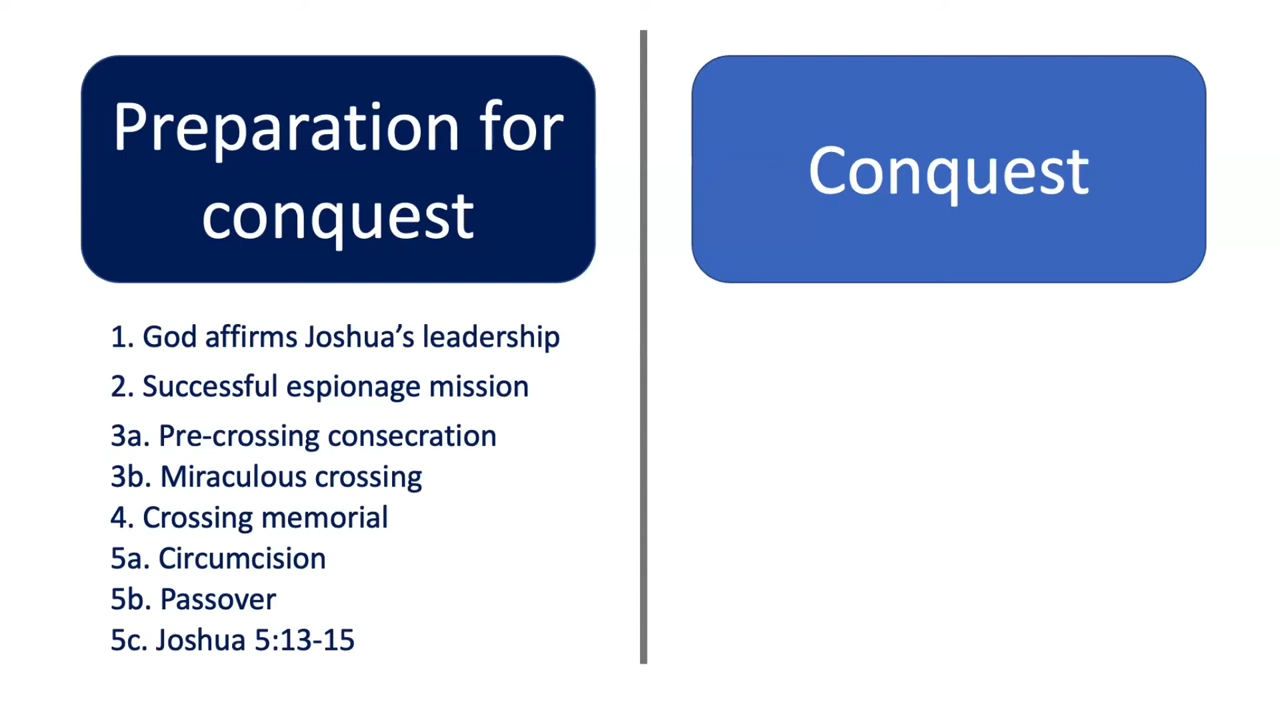 Preparation for
conquest
1. God affirms Joshua’s leadership
2. Successful espionage mission
3a. Pre-crossing consecration
3b. Miraculous crossing
4. Crossing memorial
5a. Circumcision
5b. Passover
5c. Joshua 5:13-15
Conquest